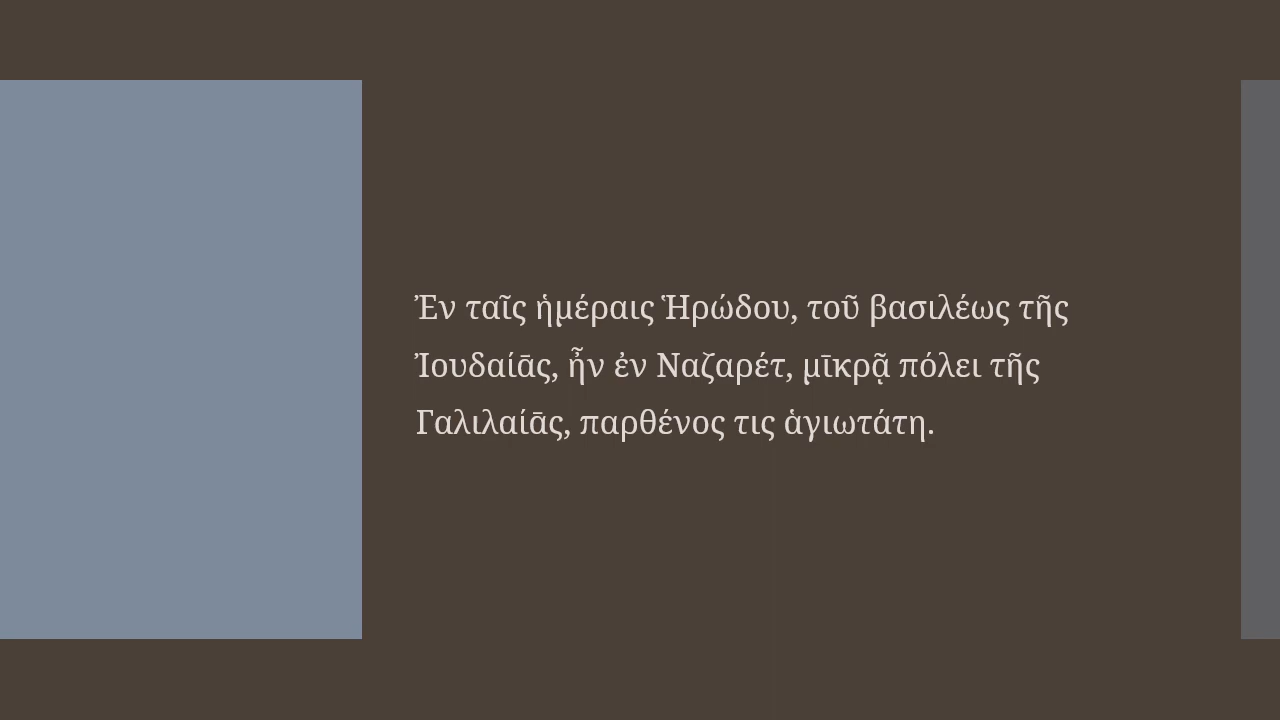 Ἐν ταῖς ἡμέραις Ἡρώδου, τοῦ βασιλέως τῆς
Ἰουδαίᾱς, ἦν ἐν Ναζαρέτ, μῑκρᾷ πόλει τῆς
Γαλιλαίᾱς, παρθένος τις ἁγιωτάτη.